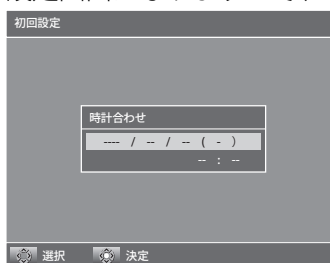 初回設定
時計合わせ
---- / -- / -- ( - )
-- : --
選択 決定